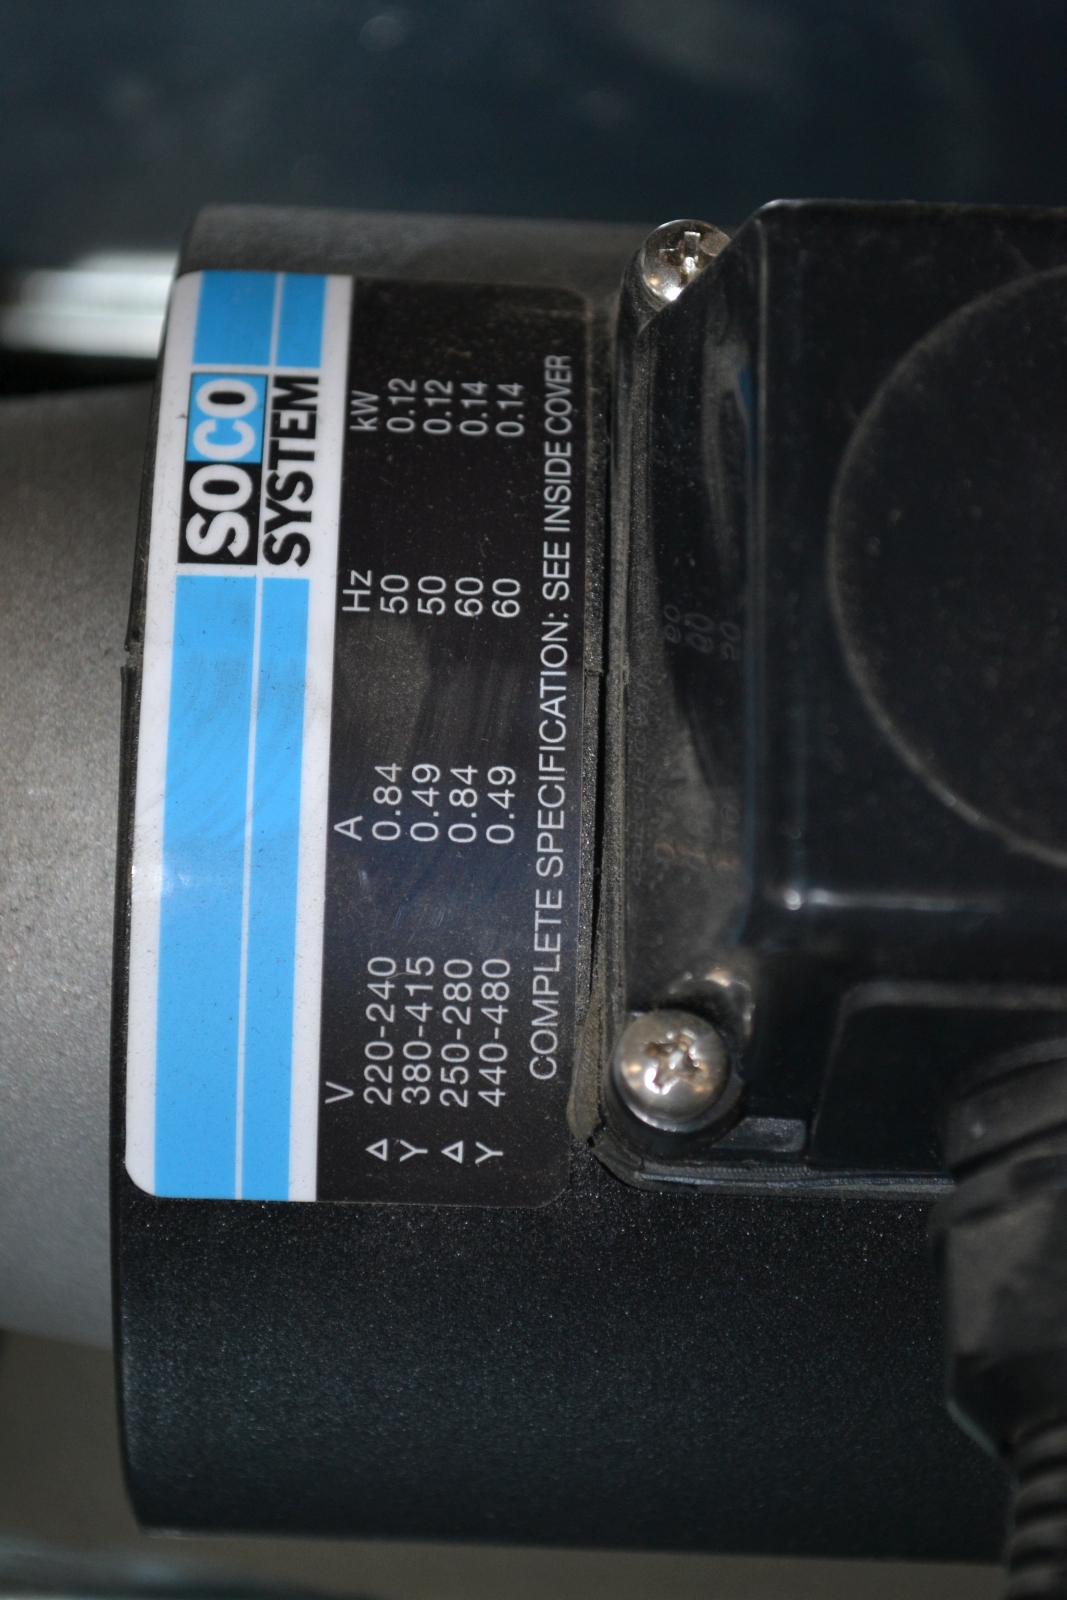 SOCO
SYSTEM
V A Hz kW
Δ 220-240 0.84 50 0.12
Y 380-415 0.49 50 0.12
Δ 250-280 0.84 60 0.14
Y 440-480 0.49 60 0.14
COMPLETE SPECIFICATION: SEE INSIDE COVER